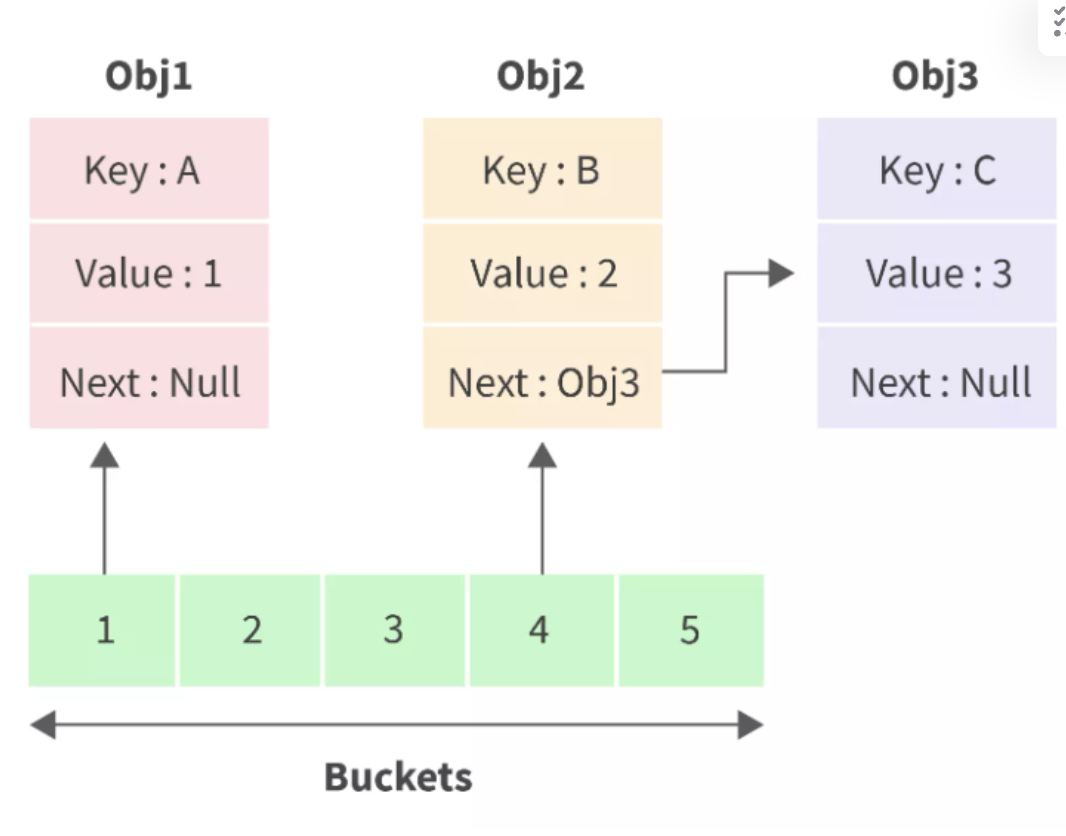 Obj1
Obj2
Obj3
Key : A
Key : B
Key : C
Value : 1
Value : 2
Value : 3
Next : Null
Next : Obj3
Next : Null
1
2
3
4
5
Buckets